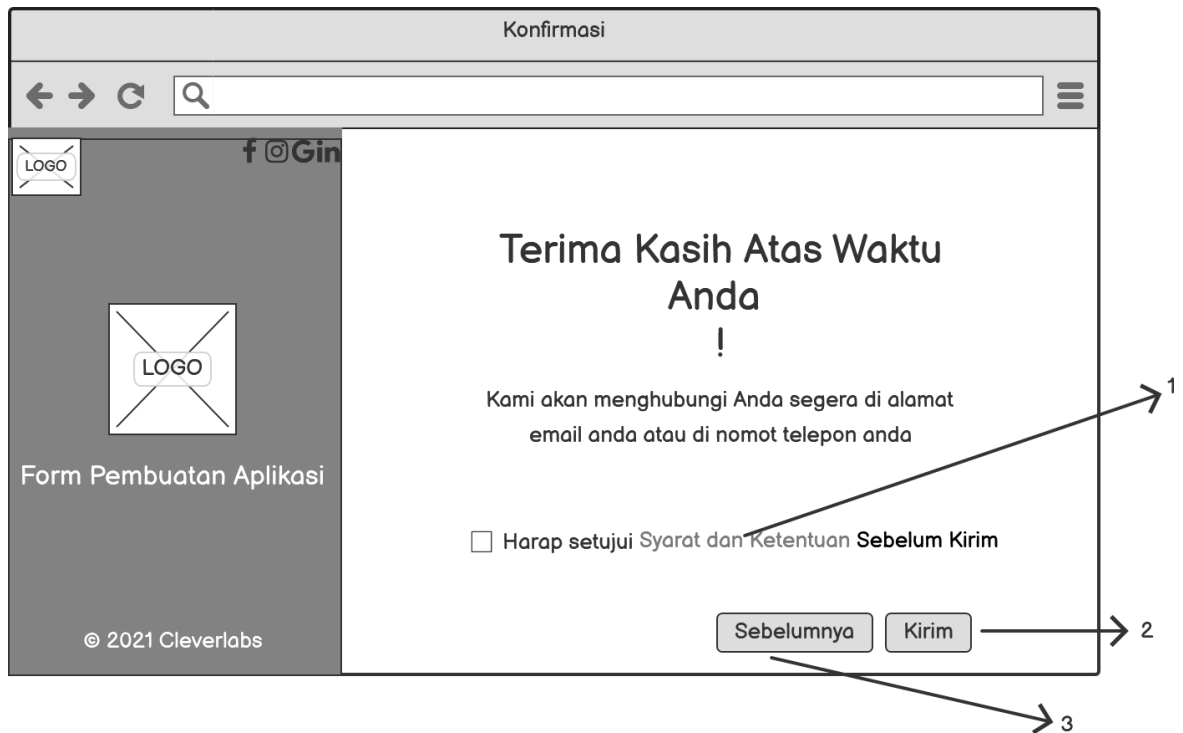 Konfirmasi
LOGO
f Gin
LOGO
Form Pembuatan Aplikasi
© 2021 Cleverlabs
Terima Kasih Atas Waktu
Anda
!
Kami akan menghubungi Anda segera di alamat
email anda atau di nomot telepon anda
Harap setujui Syarat dan Ketentuan Sebelum Kirim
Sebelumnya
Kirim
1
2
3